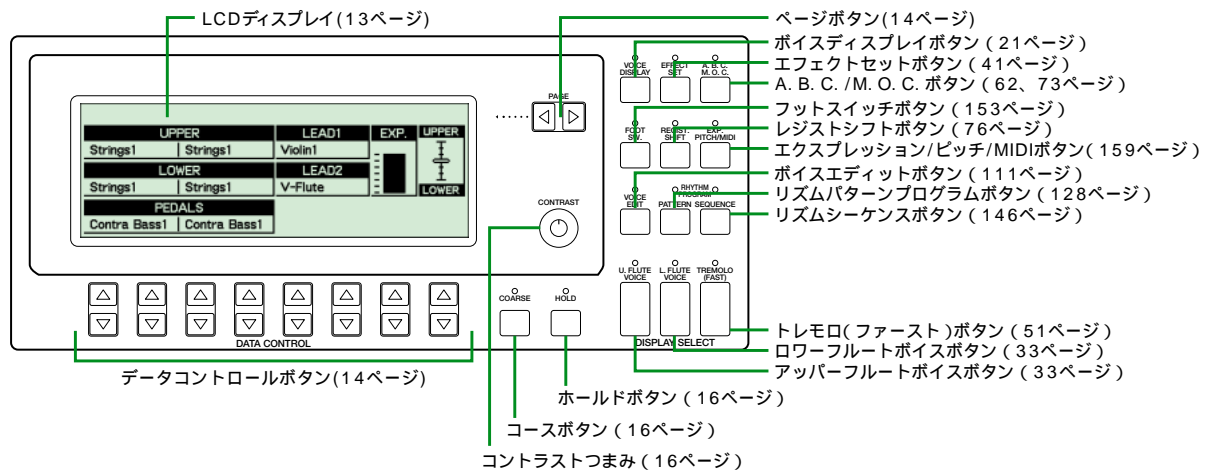 LCDディスプレイ(13ページ)
ページボタン(14ページ)
ボイスディスプレイボタン(21ページ)
エフェクトセットボタン(41ページ)
A. B. C. /M. O. C. ボタン(62、73ページ)
フットスイッチボタン(153ページ)
レジストシフトボタン(76ページ)
エクスプレッション/ピッチ/MIDIボタン(159ページ)
ボイスエディットボタン(111ページ)
リズムパターンプログラムボタン(128ページ)
リズムシーケンスボタン(146ページ)
VOICE DISPLAY
EFFECT SET
A. B. C. M. O. C.
PAGE
FOOT SW.
REGIST. SHIFT
EXP. PITCH/MIDI
RHYTHM PROGRAM
VOICE EDIT
PATTERN
SEQUENCE
UPPER
LEAD1
EXP.
UPPER
Strings1
Strings1
Violin1
LOWER
LEAD2
Strings1
Strings1
V-Flute
LOWER
PEDALS
Contra Bass1
Contra Bass1
CONTRAST
U. FLUTE VOICE
L. FLUTE VOICE
TREMOLO (FAST)
COARSE
HOLD
DATA CONTROL
DISPLAY SELECT
トレモロ(ファースト)ボタン(51ページ)
ロワーフルートボイスボタン(33ページ)
アッパーフルートボイスボタン(33ページ)
データコントロールボタン(14ページ)
ホールドボタン(16ページ)
コースボタン(16ページ)
コントラストつまみ(16ページ)